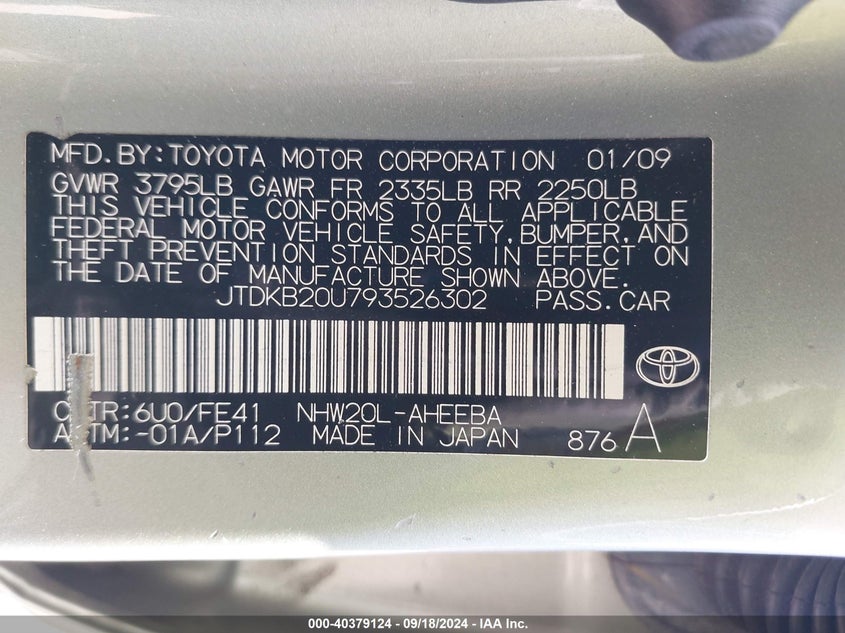 MFD.BY:TOYOTA MOTOR CORPORATION 01/09
GVWR 3795LB GAWR FR 2335LB RR 2250LB
THIS VEHICLE CONFORMS TO ALL APPLICABLE
FEDERAL MOTOR VEHICLE SAFETY,BUMPER,AND
THEFT PREVENTION STANDARDS IN EFFECT ON
THE DATE OF MANUFACTURE SHOWN ABOVE.
JTDKB20U793526302 PASS.CAR
:6U0/FE41 NHW20L-AHEEBA
:-01A/P112 MADE IN JAPAN 876 A
000-40379124 - 09/18/2024 - IAA Inc.